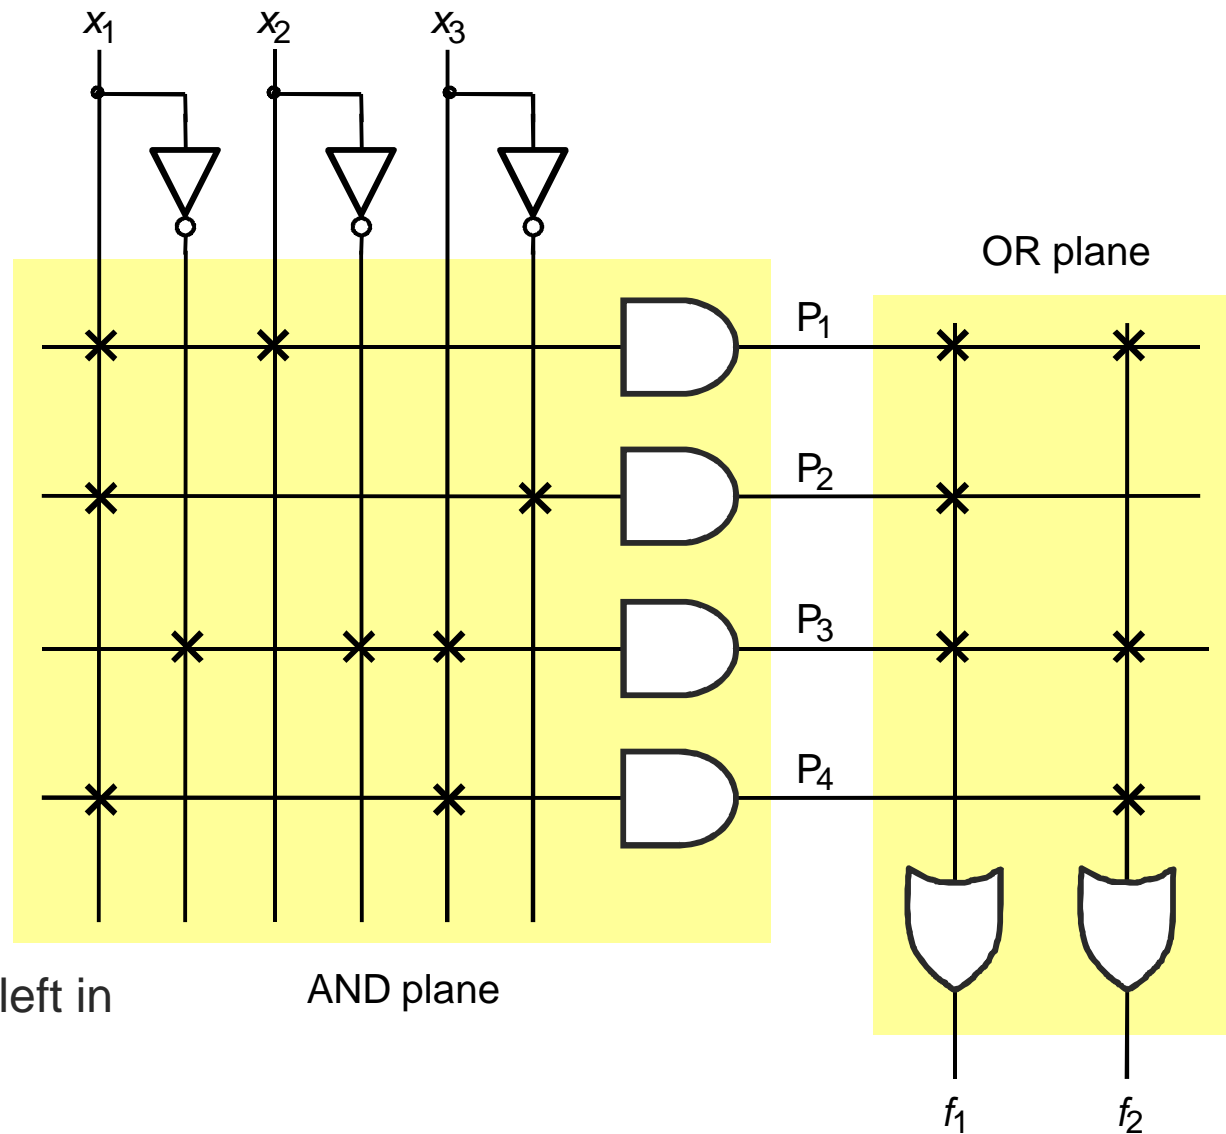 x1 x2 x3
OR plane
P1
P2
P3
P4
left in
AND plane
f1 f2